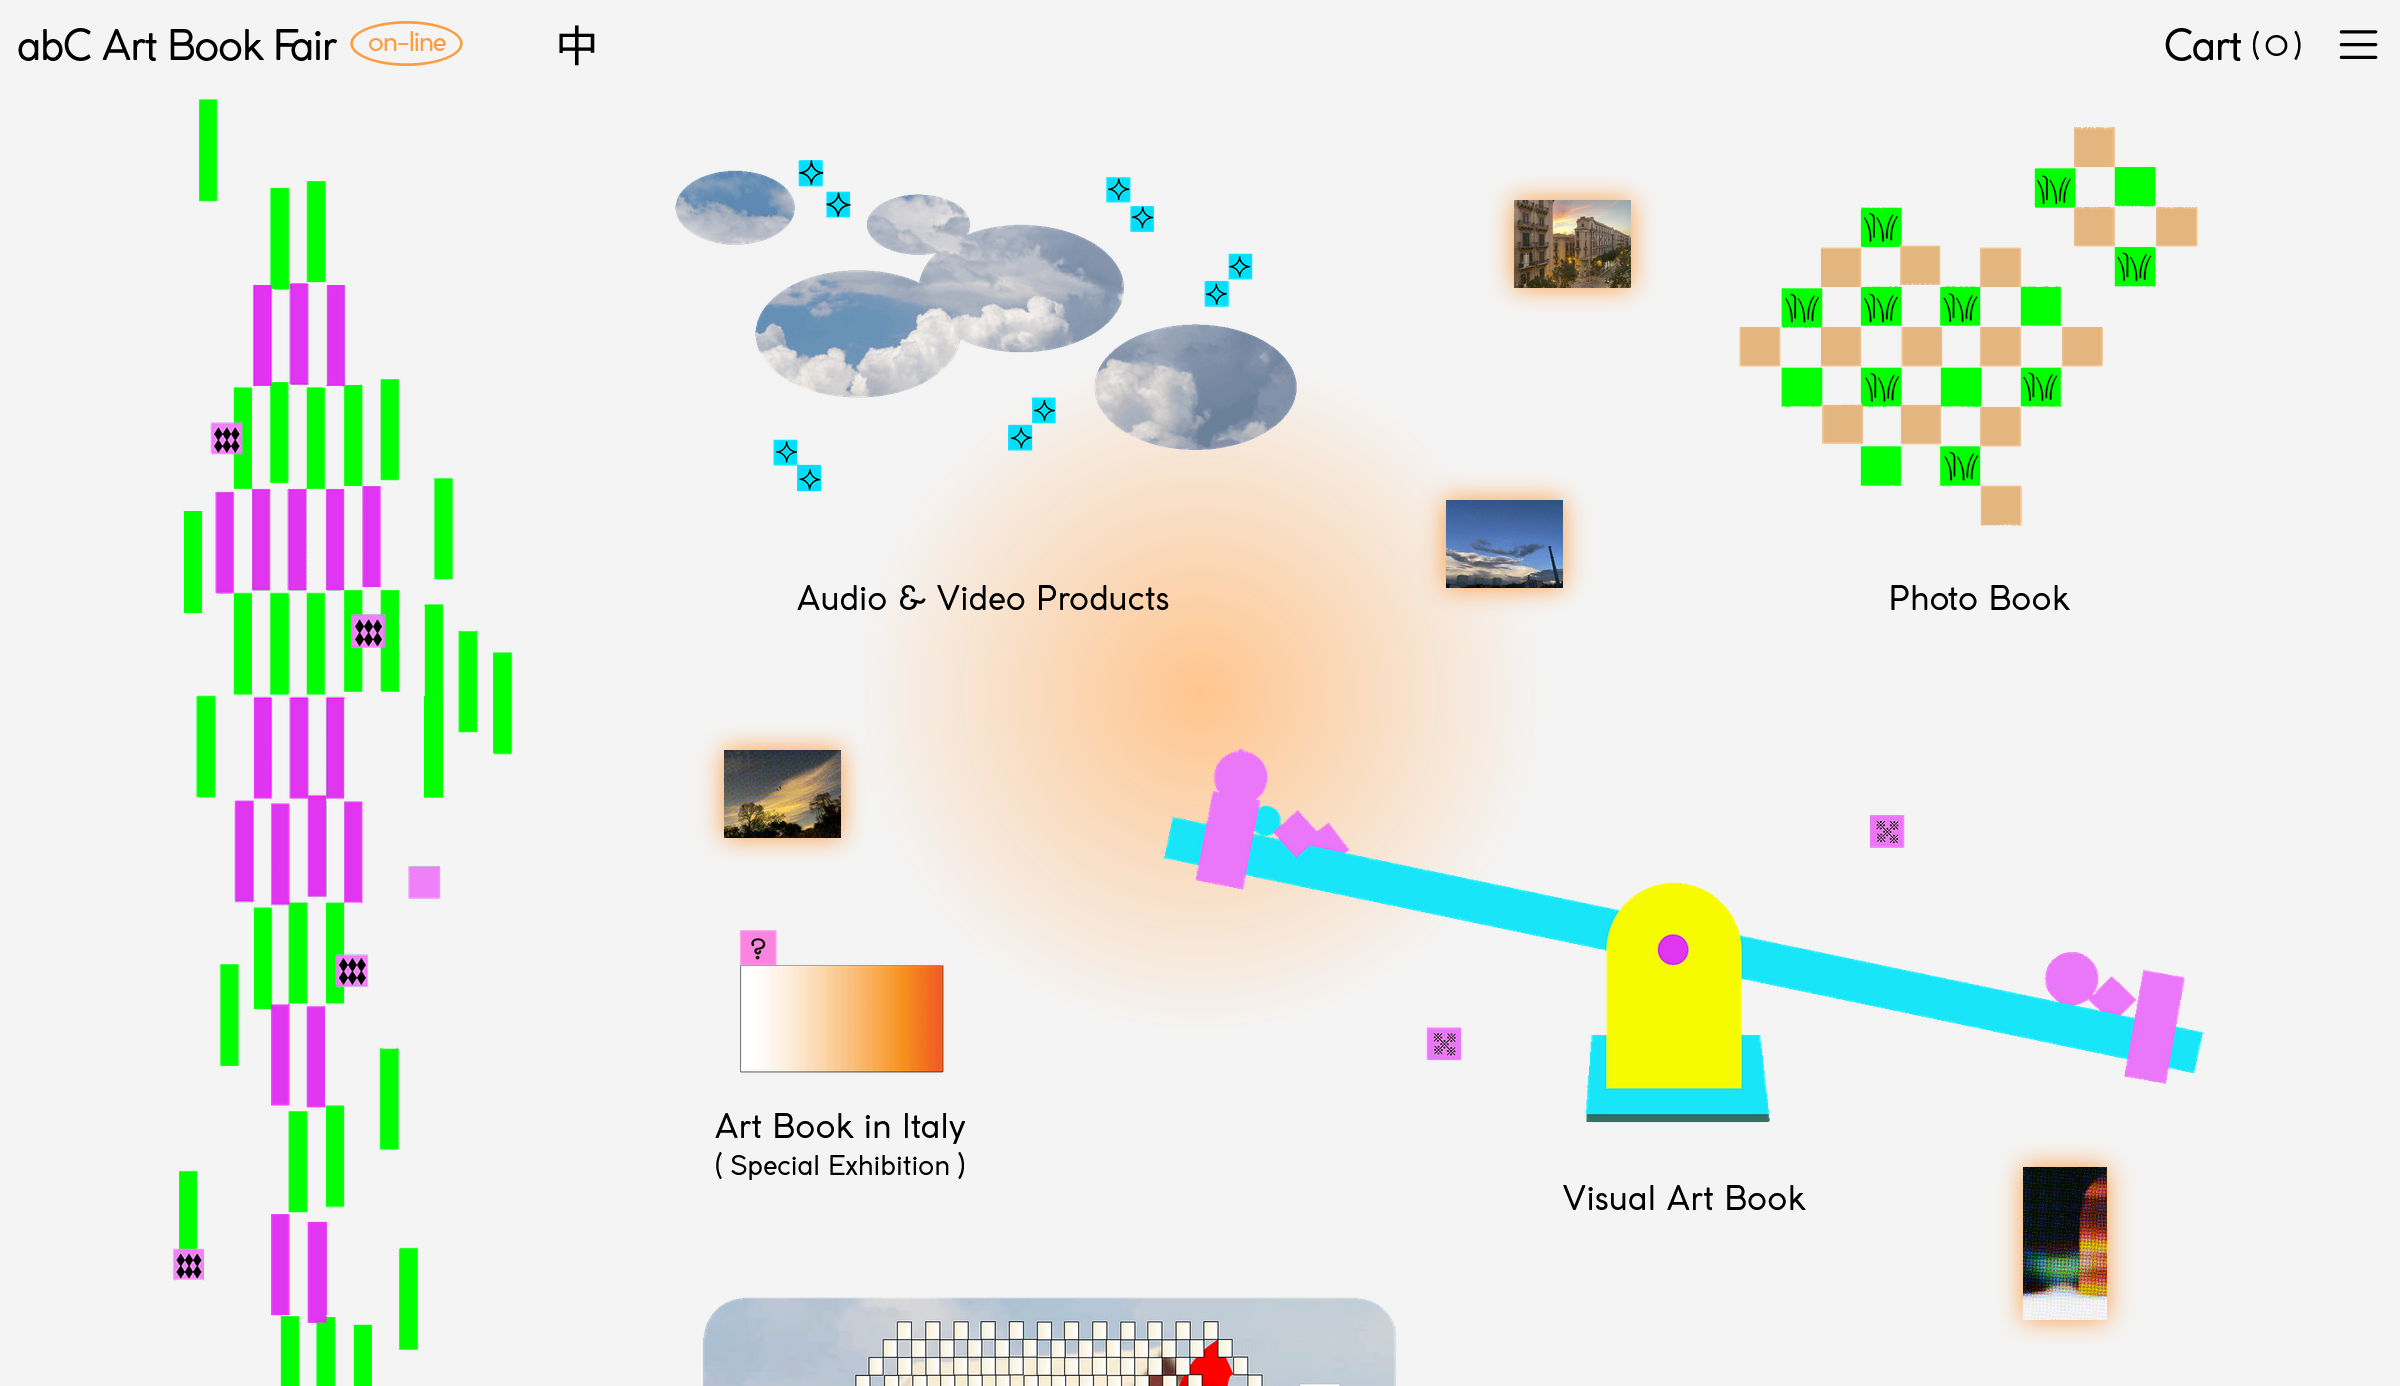 abC Art Book Fair on-line 中 Cart (0)
Audio & Video Products
Photo Book
?
Art Book in Italy
( Special Exhibition )
Visual Art Book